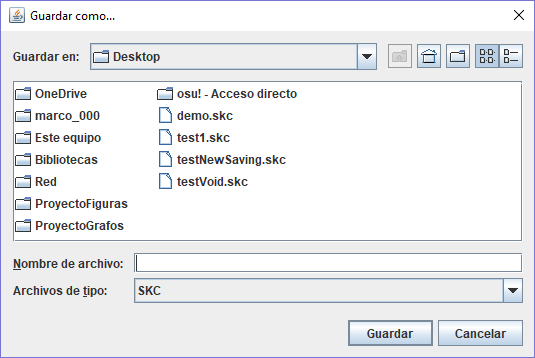 Guardar como...
Guardar en: Desktop
OneDrive
marco_000
Este equipo
Bibliotecas
Red
ProyectoFiguras
ProyectoGrafos
osu! - Acceso directo
demo.skc
test1.skc
testNewSaving.skc
testVoid.skc
Nombre de archivo:
Archivos de tipo: SKC
Guardar Cancelar